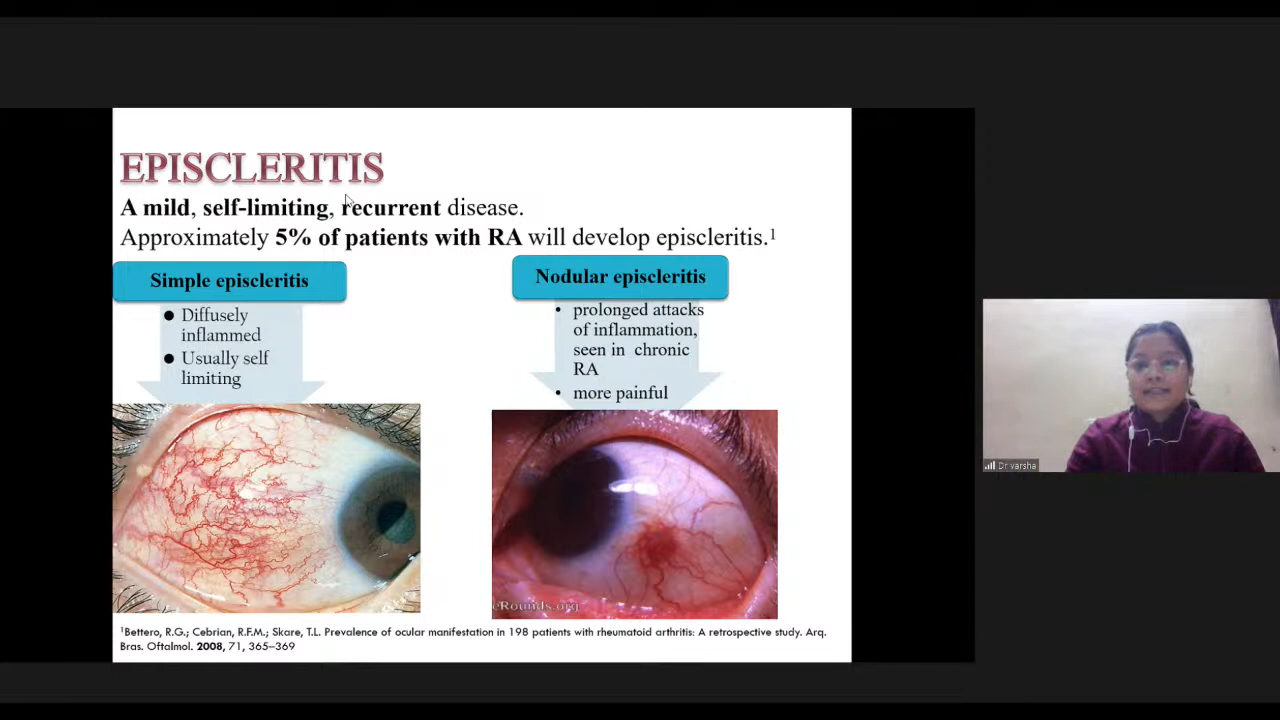 EPISCLERITIS
A mild, self-limiting, recurrent disease.
Approximately 5% of patients with RA will develop episcleritis.¹
Simple episcleritis
● Diffusely
inflammed
● Usually self
limiting
Nodular episcleritis
• prolonged attacks
of inflammation,
seen in chronic
RA
• more painful
eRounds.org
¹Bettero, R.G.; Cebrian, R.F.M.; Skare, T.L. Prevalence of ocular manifestation in 198 patients with rheumatoid arthritis: A retrospective study. Arq.
Bras. Oftalmol. 2008, 71, 365–369
Dr varsha